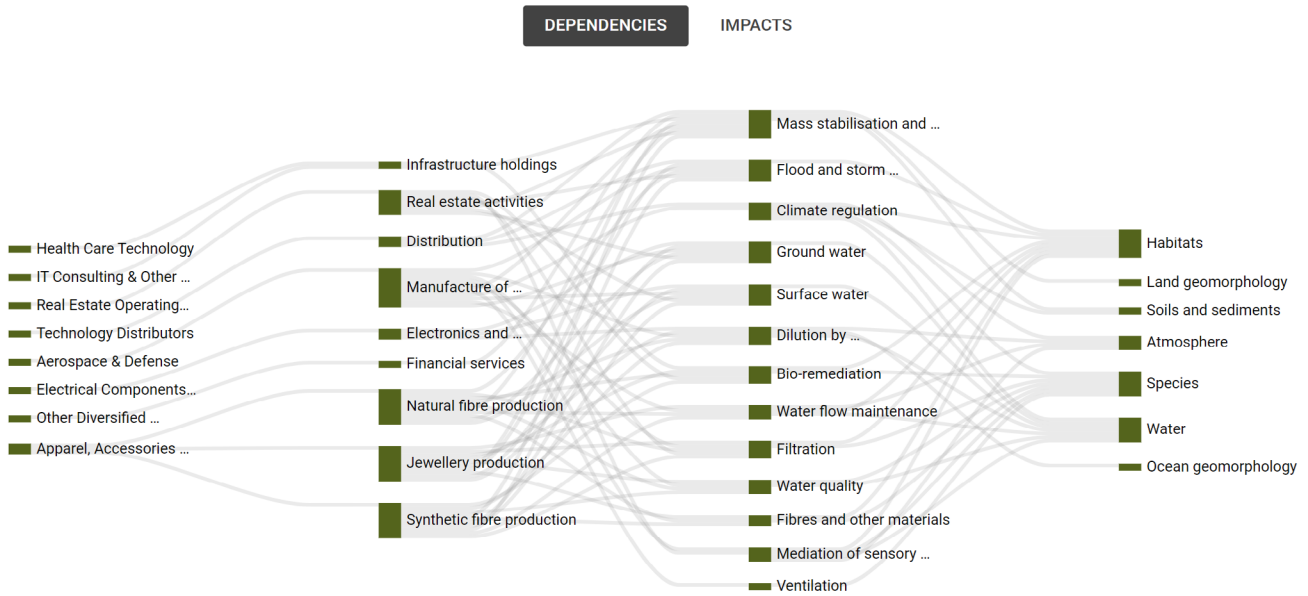 DEPENDENCIES
IMPACTS
Health Care Technology
IT Consulting & Other ...
Real Estate Operating...
Technology Distributors
Aerospace & Defense
Electrical Components...
Other Diversified ...
Apparel, Accessories ...
Infrastructure holdings
Real estate activities
Distribution
Manufacture of ...
Electronics and ...
Financial services
Natural fibre production
Jewellery production
Synthetic fibre production
Mass stabilisation and ...
Flood and storm ...
Climate regulation
Ground water
Surface water
Dilution by ...
Bio-remediation
Water flow maintenance
Filtration
Water quality
Fibres and other materials
Mediation of sensory ...
Ventilation
Habitats
Land geomorphology
Soils and sediments
Atmosphere
Species
Water
Ocean geomorphology